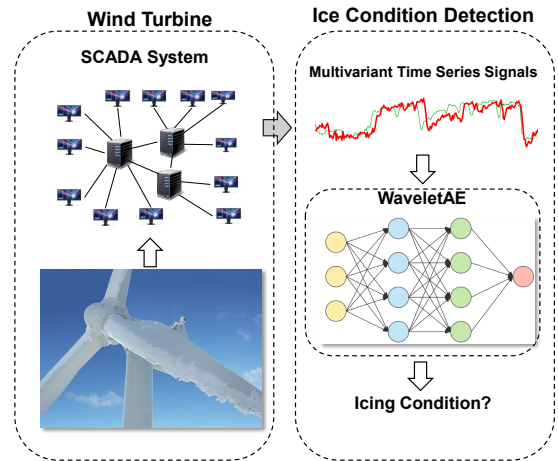 Wind Turbine
SCADA System
Ice Condition Detection
Multivariant Time Series Signals
WaveletAE
Icing Condition?